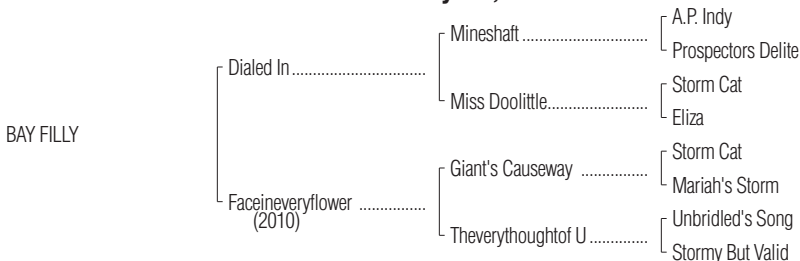 A.P. Indy
Mineshaft ..............................
Prospectors Delite
Dialed In................................
Storm Cat
Miss Doolittle........................
Eliza
BAY FILLY
Storm Cat
Giant's Causeway ................
Mariah's Storm
Faceineveryflower ................
(2010)
Unbridled's Song
Theverythoughtof U ..............
Stormy But Valid